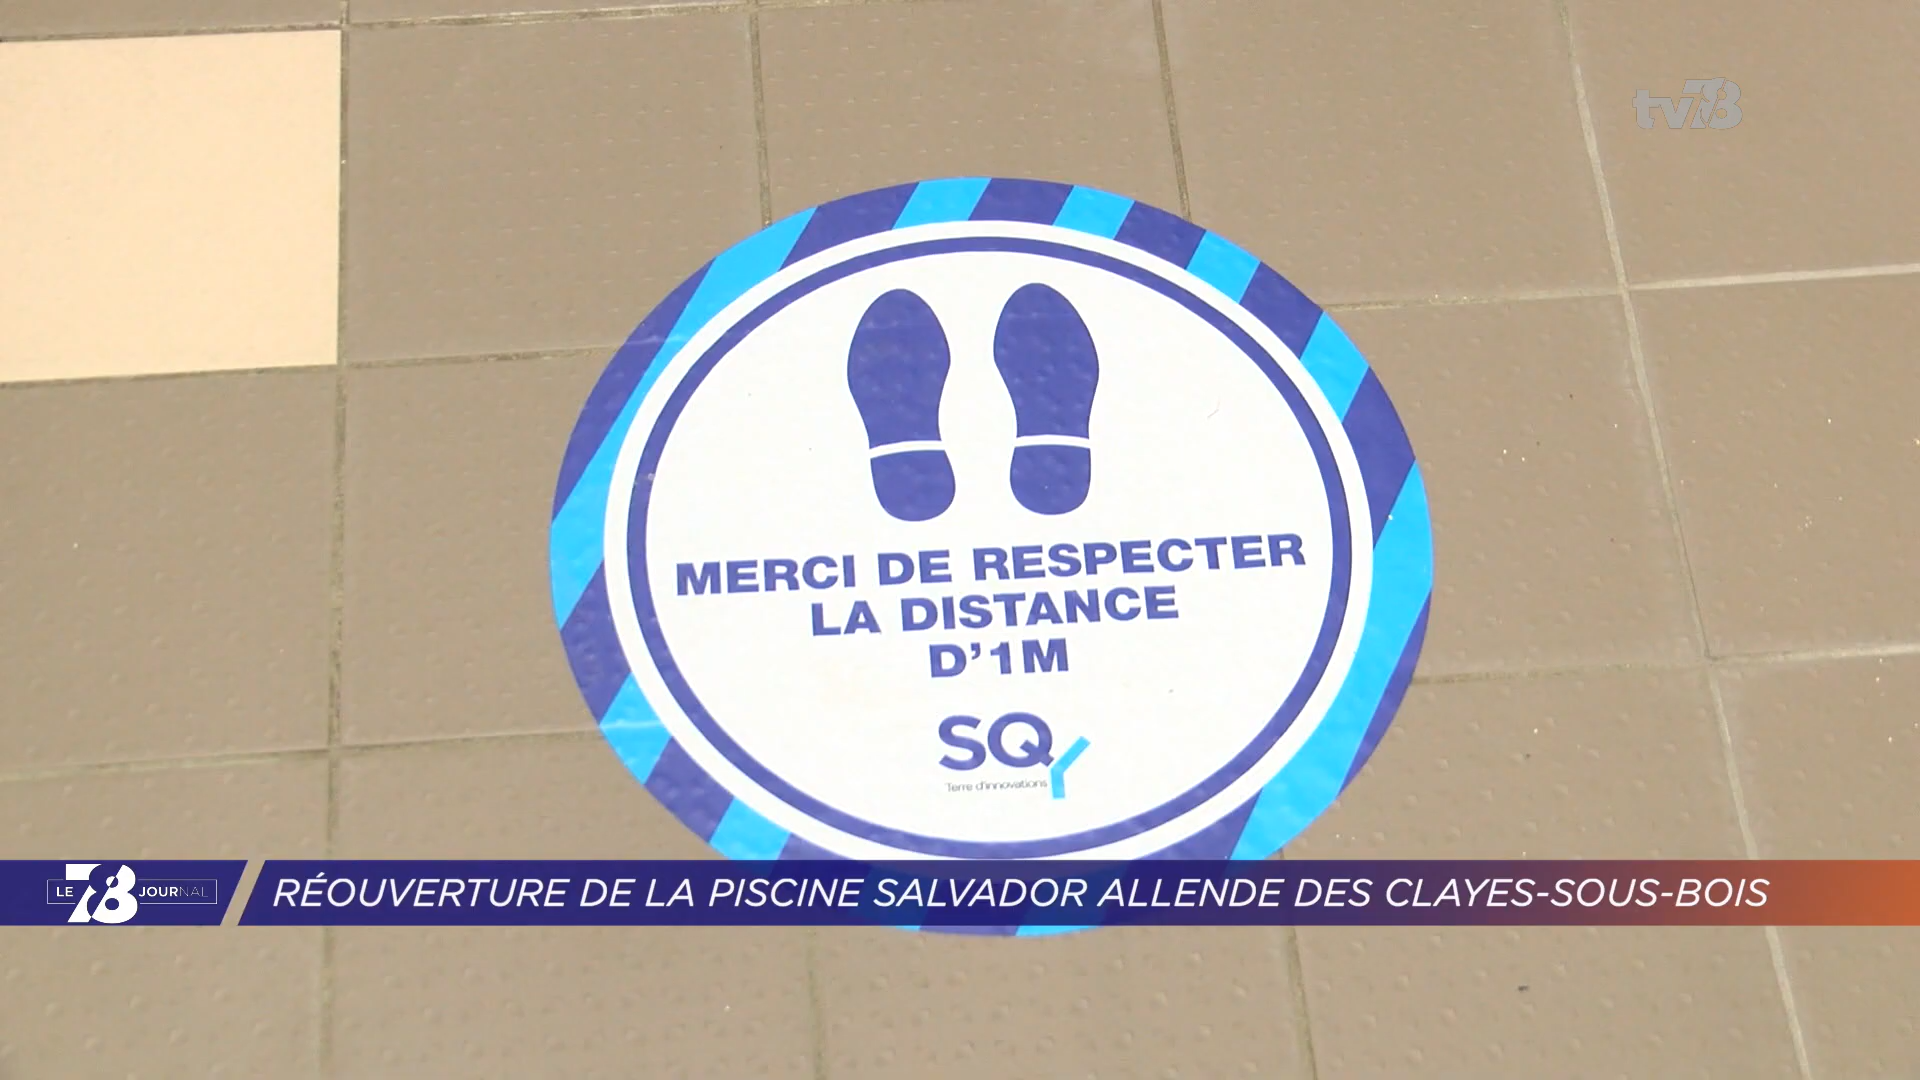 tv78
MERCI DE RESPECTER
LA DISTANCE
D'1M
SQY
Terre d'innovations
LE 78 JOURNAL
RÉOUVERTURE DE LA PISCINE SALVADOR ALLENDE DES CLAYES-SOUS-BOIS